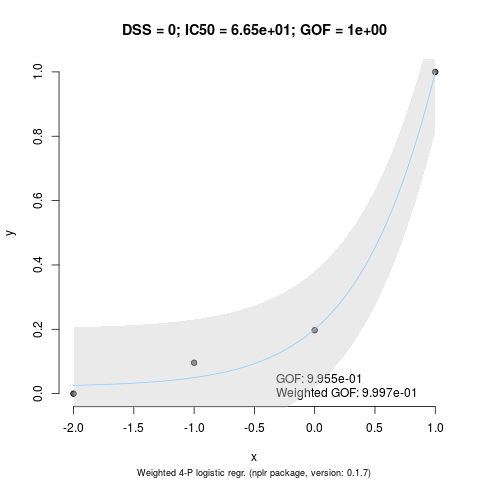 DSS = 0; IC50 = 6.65e+01; GOF = 1e+00
1.0
0.8
0.6
y
0.4
0.2
0.0
GOF: 9.955e-01
Weighted GOF: 9.997e-01
-2.0 -1.5 -1.0 -0.5 0.0 0.5 1.0
x
Weighted 4-P logistic regr. (nplr package, version: 0.1.7)